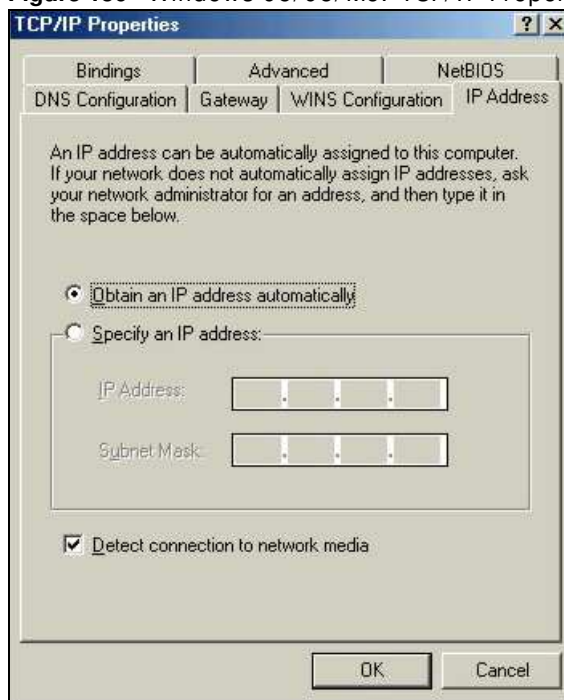 TCP/IP Properties
? ×
Bindings Advanced NetBIOS
DNS Configuration Gateway WINS Configuration IP Address
An IP address can be automatically assigned to this computer.
If your network does not automatically assign IP addresses, ask
your network administrator for an address, and then type it in
the space below.
Obtain an IP address automatically
Specify an IP address:
IP Address:
. . .
Subnet Mask:
. . .
Detect connection to network media
OK Cancel